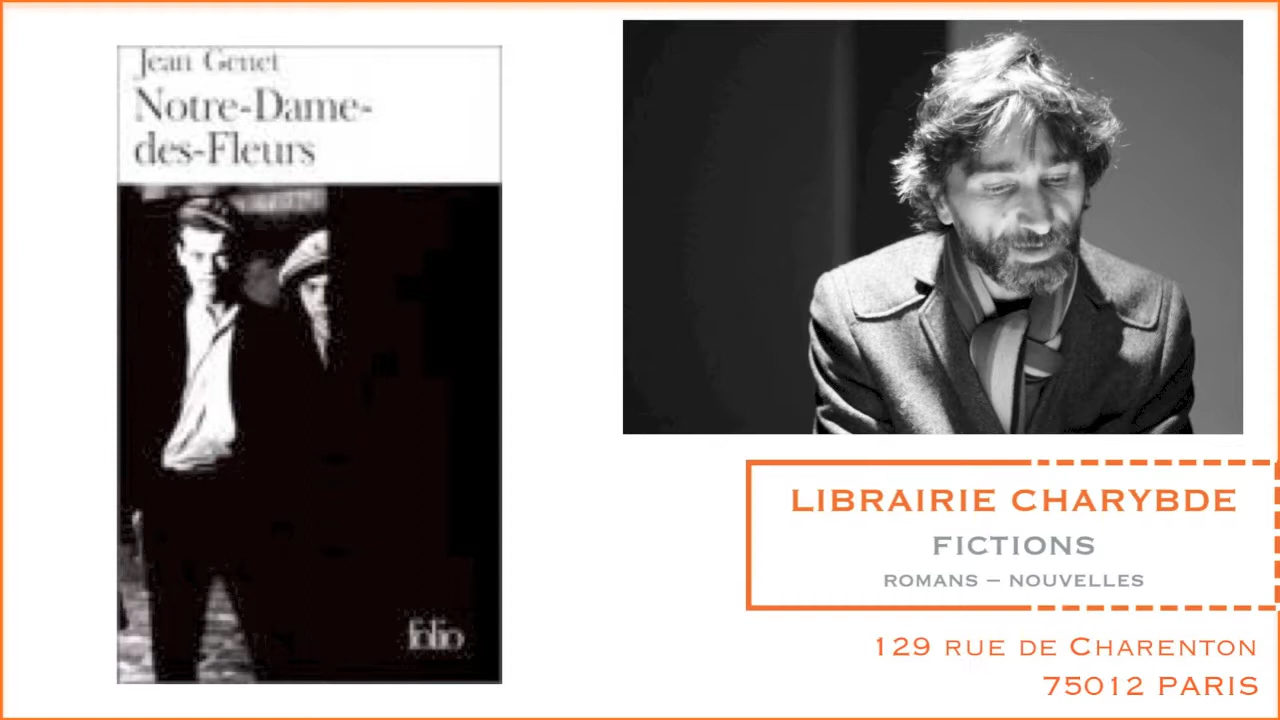 Jean Genet
Notre-Dame-
des-Fleurs
folio
LIBRAIRIE CHARYBDE
FICTIONS
ROMANS – NOUVELLES
129 RUE DE CHARENTON
75012 PARIS